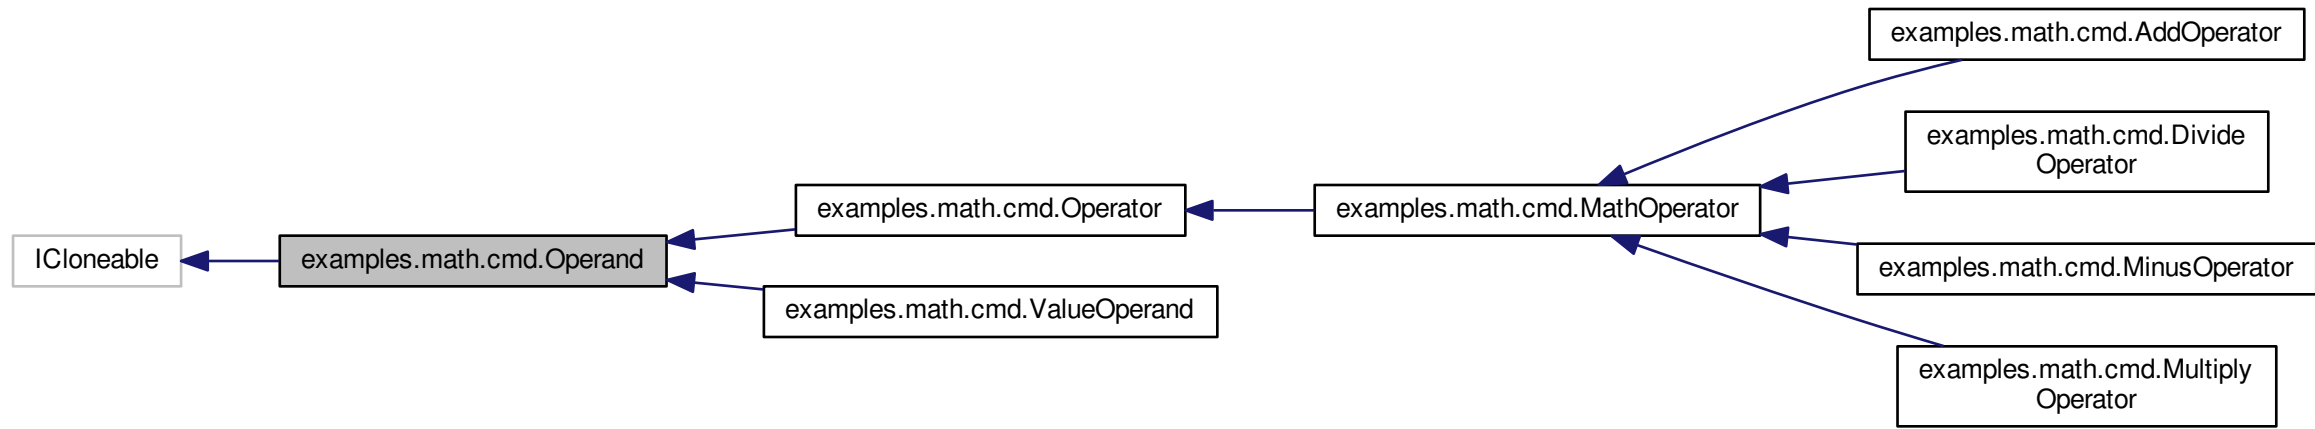 ICloneable
examples.math.cmd.Operand
examples.math.cmd.Operator
examples.math.cmd.ValueOperand
examples.math.cmd.MathOperator
examples.math.cmd.AddOperator
examples.math.cmd.Divide
Operator
examples.math.cmd.MinusOperator
examples.math.cmd.Multiply
Operator